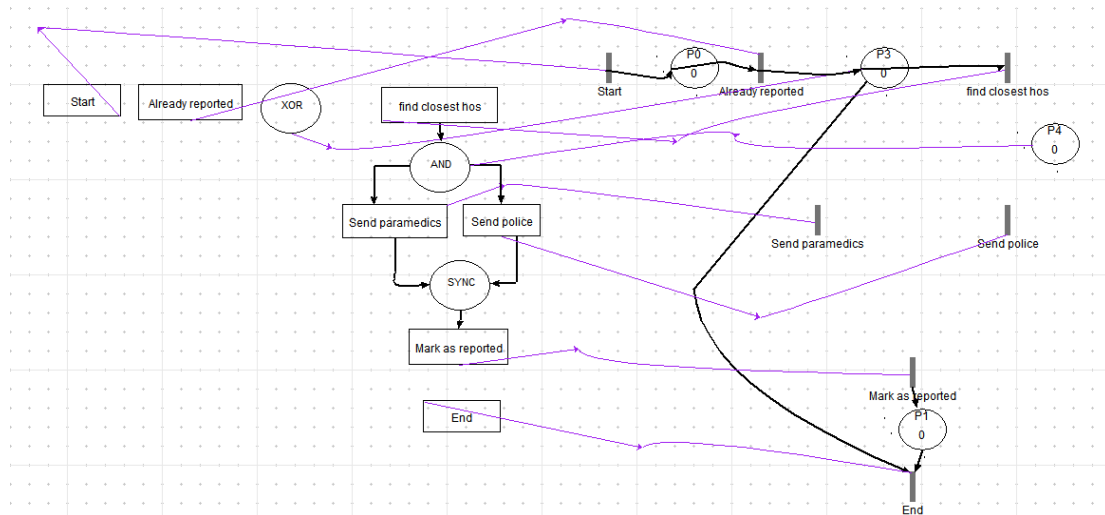 P0
0
P3
0
Start
Already reported
find closest hos
Start
Already reported
XOR
find closest hos
P4
0
AND
Send paramedics
Send police
Send paramedics
Send police
SYNC
Mark as reported
Mark as reported
P1
0
End
End